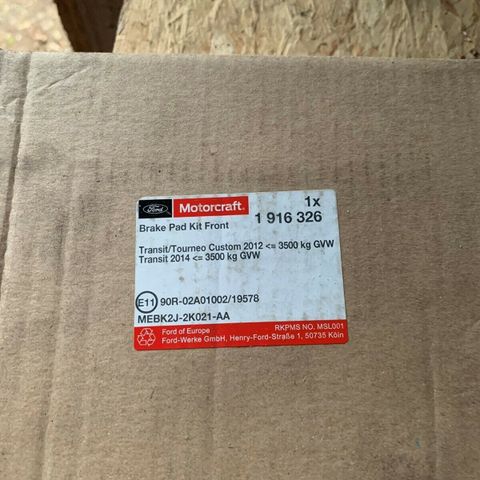 Ford Motorcraft. 1x
1 916 326
Brake Pad Kit Front
Transit/Tourneo Custom 2012 <= 3500 kg GVW
Transit 2014 <= 3500 kg GVW
E11 90R-02A01002/19578
MEBK2J-2K021-AA
Ford of Europe RKPMS NO. MSL001
Ford-Werke GmbH, Henry-Ford-Straße 1, 50735 Köln